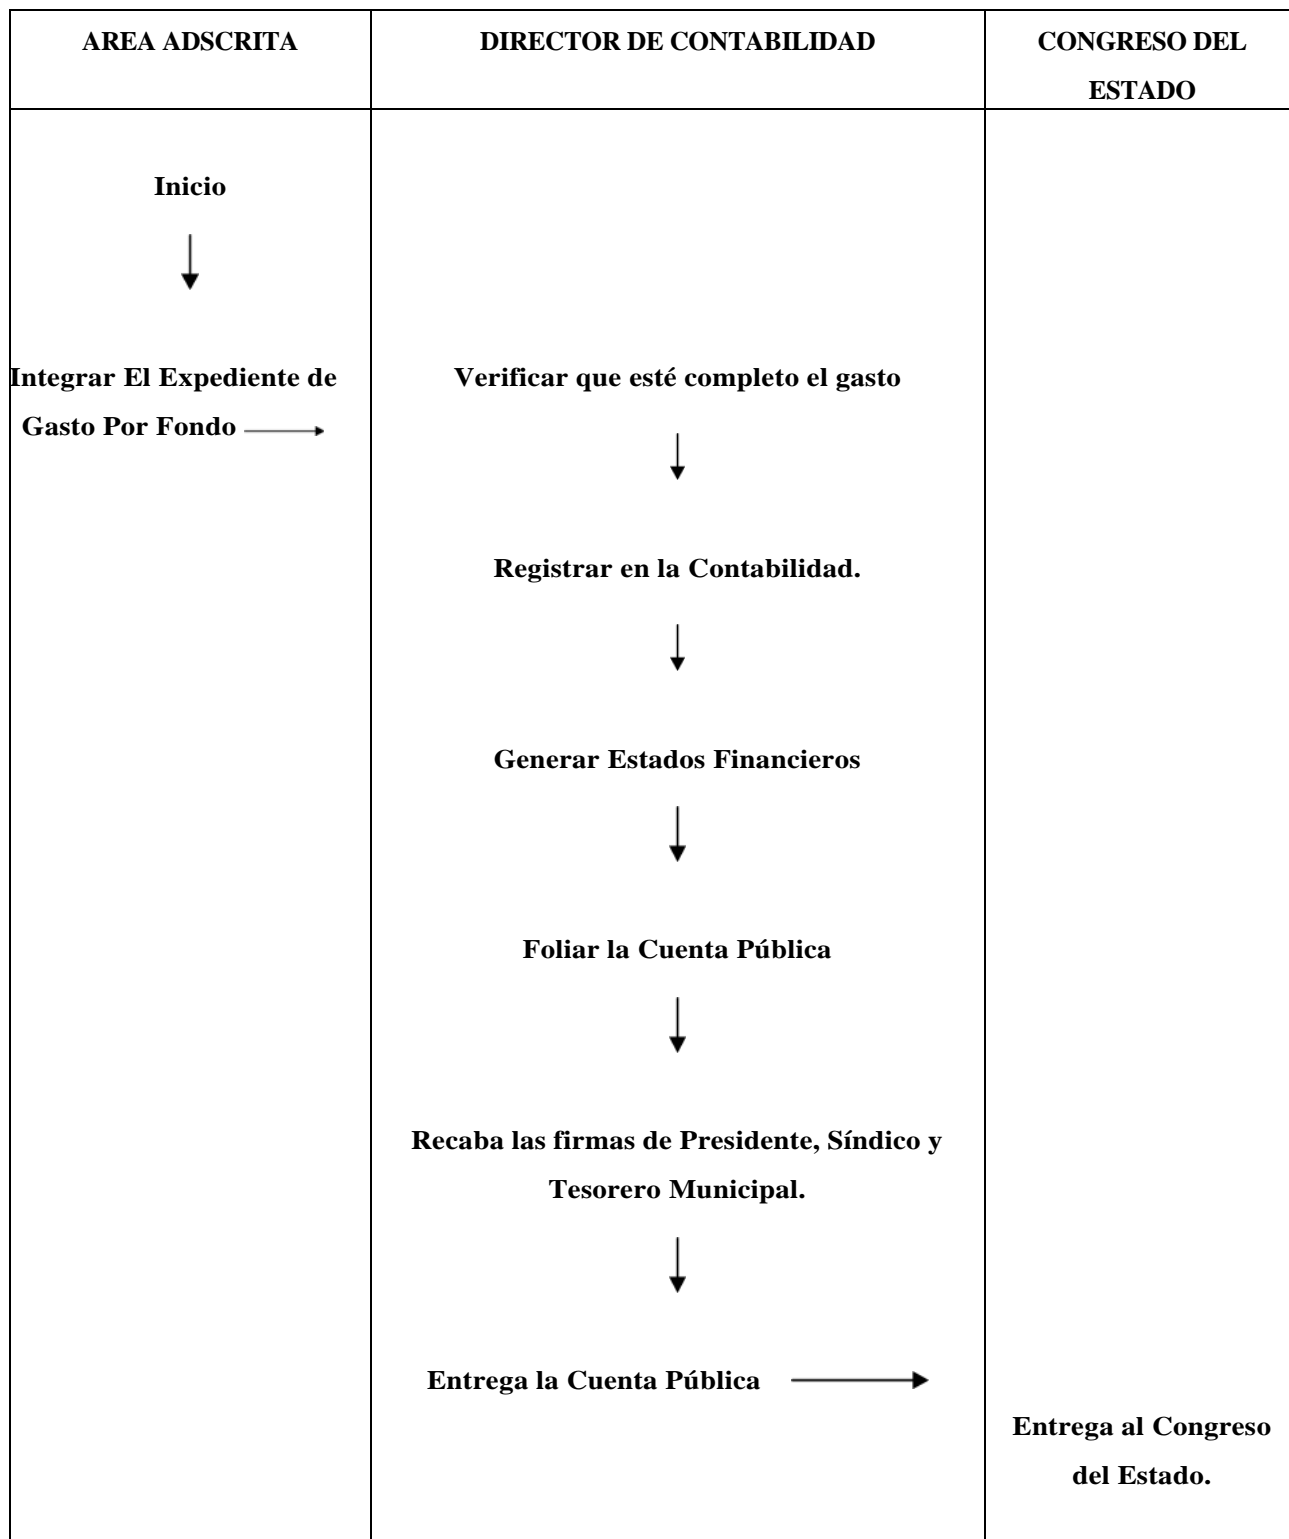 AREA ADSCRITA
DIRECTOR DE CONTABILIDAD
CONGRESO DEL
ESTADO
Inicio
Integrar El Expediente de
Gasto Por Fondo
Verificar que esté completo el gasto
Registrar en la Contabilidad.
Generar Estados Financieros
Foliar la Cuenta Pública
Recaba las firmas de Presidente, Síndico y
Tesorero Municipal.
Entrega la Cuenta Pública
Entrega al Congreso
del Estado.